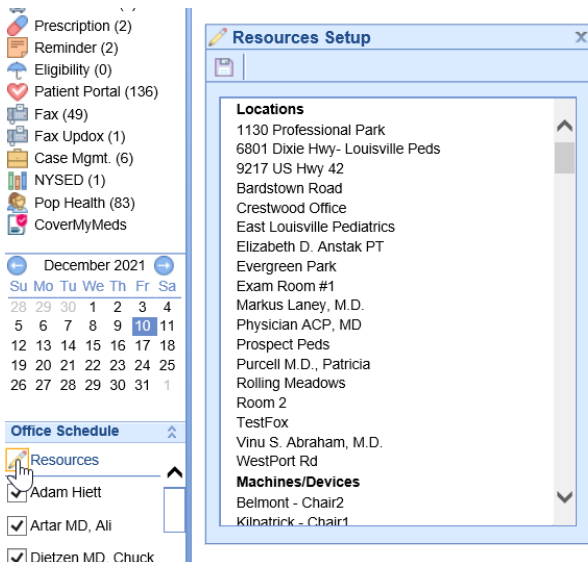 Prescription (2)
Reminder (2)
Eligibility (0)
Patient Portal (136)
Fax (49)
Fax Updox (1)
Case Mgmt. (6)
NYSED (1)
Pop Health (83)
CoverMyMeds
December 2021
Su Mo Tu We Th Fr Sa
28 29 30 1 2 3 4
5 6 7 8 9 10 11
12 13 14 15 16 17 18
19 20 21 22 23 24 25
26 27 28 29 30 31 1
Office Schedule
Resources
Adam Hiett
Artar MD, Ali
Dietzen MD, Chuck
Resources Setup
Locations
1130 Professional Park
6801 Dixie Hwy- Louisville Peds
9217 US Hwy 42
Bardstown Road
Crestwood Office
East Louisville Pediatrics
Elizabeth D. Anstak PT
Evergreen Park
Exam Room #1
Markus Laney, M.D.
Physician ACP, MD
Prospect Peds
Purcell M.D., Patricia
Rolling Meadows
Room 2
TestFox
Vinu S. Abraham, M.D.
WestPort Rd
Machines/Devices
Belmont - Chair2
Kilpatrick - Chair1